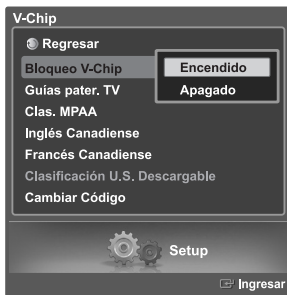 V-Chip
Regresar
Bloqueo V-Chip
Encendido
Apagado
Guías pater. TV
Clas. MPAA
Inglés Canadiense
Francés Canadiense
Clasificación U.S. Descargable
Cambiar Código
Setup
Ingresar